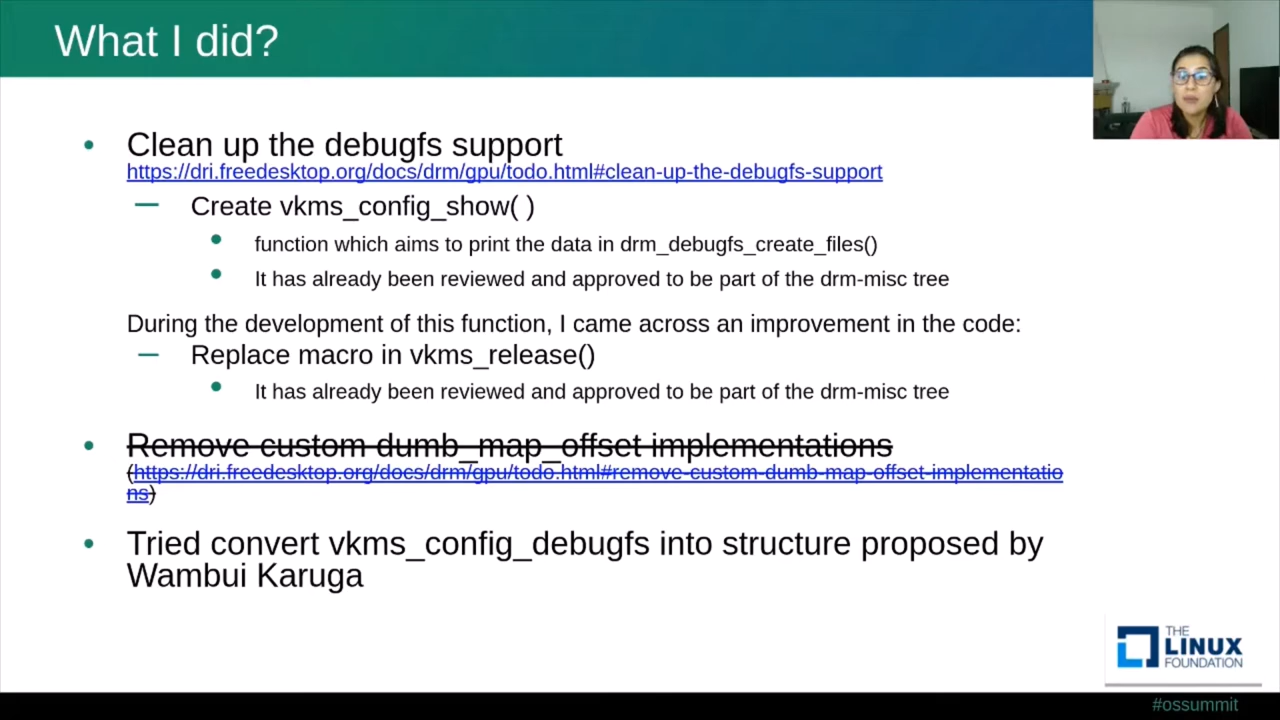 What I did?
Clean up the debugfs support
https://dri.freedesktop.org/docs/drm/gpu/todo.html#clean-up-the-debugfs-support
Create vkms_config_show( )
function which aims to print the data in drm_debugfs_create_files()
It has already been reviewed and approved to be part of the drm-misc tree
During the development of this function, I came across an improvement in the code:
Replace macro in vkms_release()
It has already been reviewed and approved to be part of the drm-misc tree
Remove custom dumb_map_offset implementations
(https://dri.freedesktop.org/docs/drm/gpu/todo.html#remove-custom-dumb-map-offset-implementatio
ns)
Tried convert vkms_config_debugfs into structure proposed by
Wambui Karuga
THE
LINUX
FOUNDATION
#ossummit